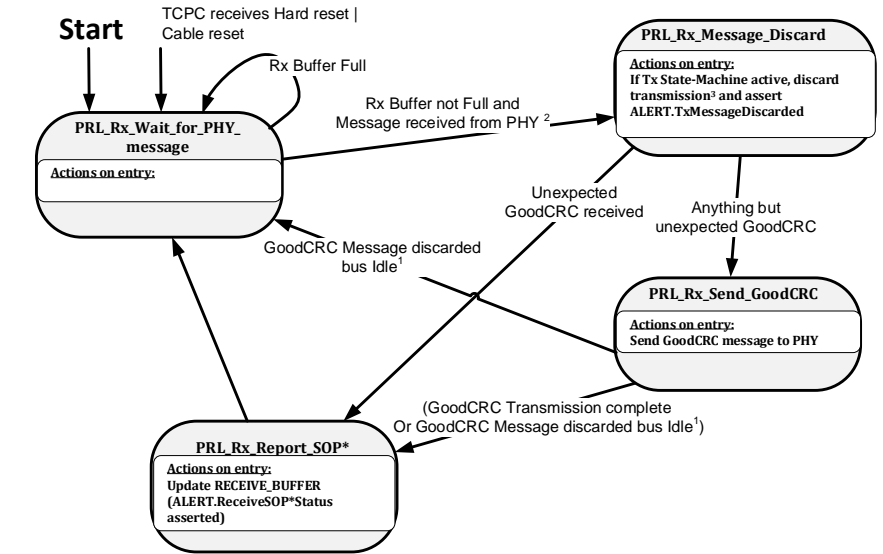 Start
TCPC receives Hard reset |
Cable reset
Rx Buffer Full
PRL_Rx_Wait_for_PHY_
message
Actions on entry:
Rx Buffer not Full and
Message received from PHY ²
PRL_Rx_Message_Discard
Actions on entry:
If Tx State-Machine active, discard
transmission³ and assert
ALERT.TxMessageDiscarded
Unexpected
GoodCRC received
Anything but
unexpected GoodCRC
GoodCRC Message discarded
bus Idle¹
PRL_Rx_Send_GoodCRC
Actions on entry:
Send GoodCRC message to PHY
(GoodCRC Transmission complete
Or GoodCRC Message discarded bus Idle¹)
PRL_Rx_Report_SOP*
Actions on entry:
Update RECEIVE_BUFFER
(ALERT.ReceiveSOP*Status
asserted)